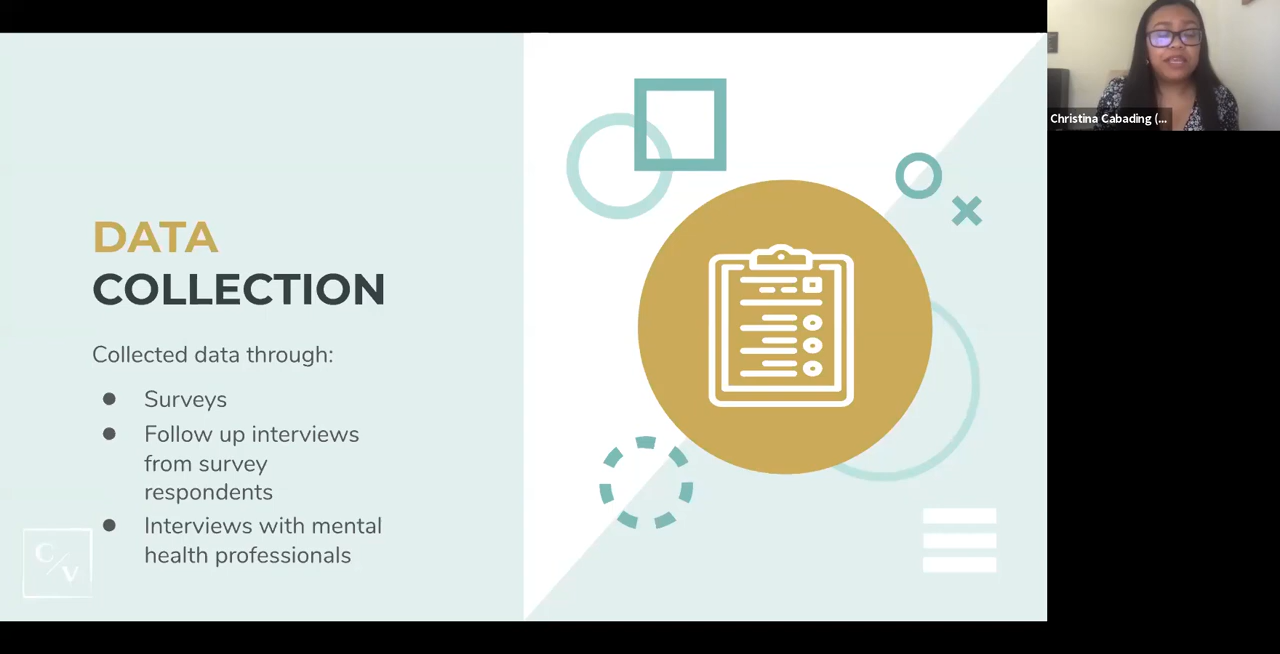 DATA
COLLECTION
Collected data through:
● Surveys
● Follow up interviews
from survey
respondents
● Interviews with mental
health professionals
C/V
Christina Cabading (...